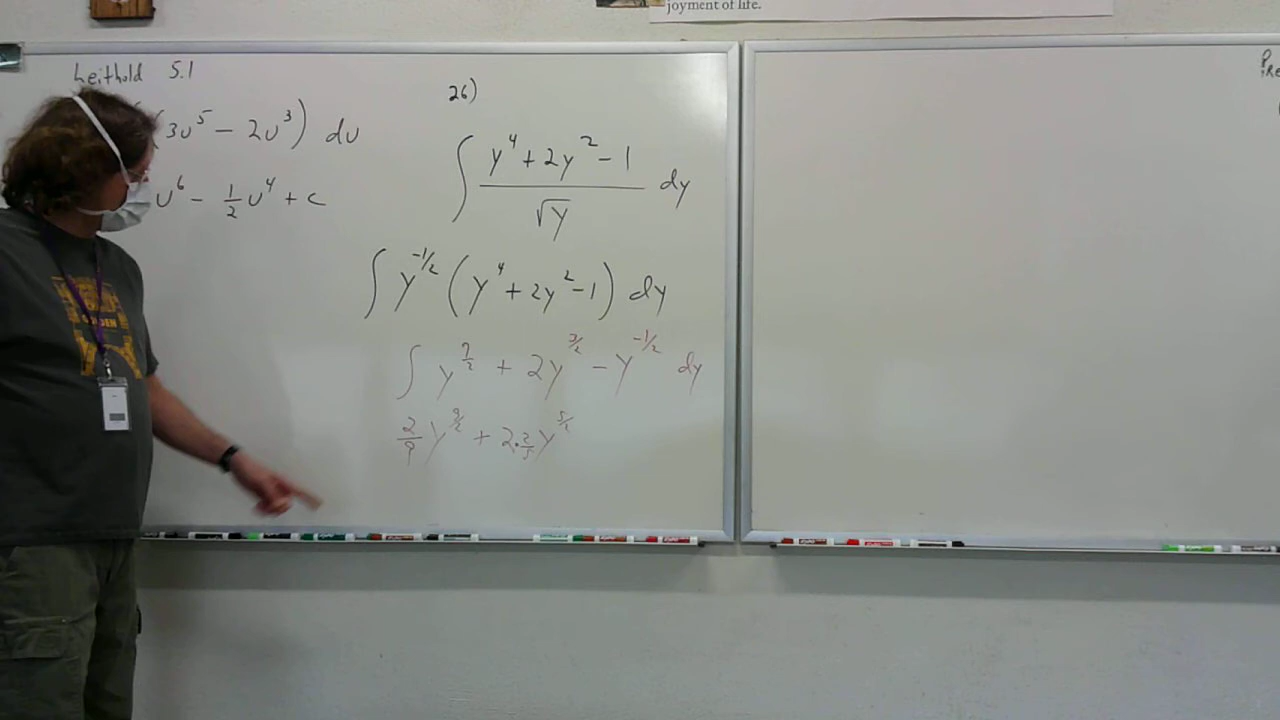 joyment of life.
Leithold 5.1
3u⁵ − 2u³) du
u⁶ − 1/2 u⁴ + c
26)
∫ (y⁴ + 2y² − 1)/√y dy
∫ y^(-1/2) (y⁴ + 2y² − 1) dy
∫ y^(7/2) + 2y^(3/2) − y^(-1/2) dy
2/9 y^(9/2) + 2·2/5 y^(5/2)